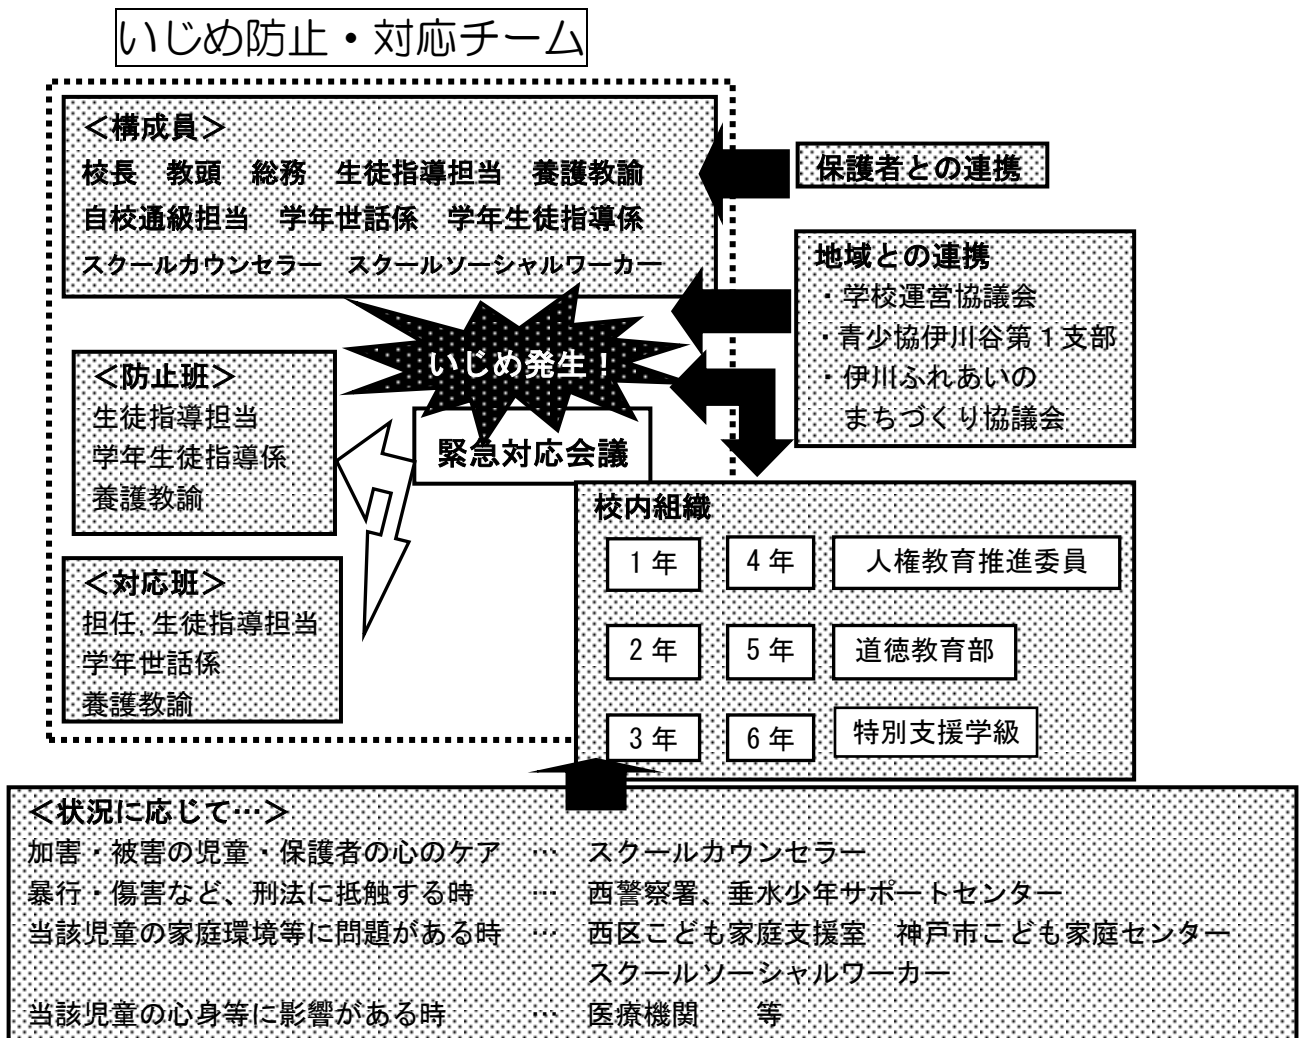 いじめ防止・対応チーム
＜構成員＞
校長　教頭　総務　生徒指導担当　養護教諭
自校通級担当　学年世話係　学年生徒指導係
スクールカウンセラー　スクールソーシャルワーカー
保護者との連携
地域との連携
・学校運営協議会
・青少協伊川谷第１支部
・伊川ふれあいの
まちづくり協議会
いじめ発生！
緊急対応会議
＜防止班＞
生徒指導担当
学年生徒指導係
養護教諭
＜対応班＞
担任,生徒指導担当
学年世話係
養護教諭
校内組織
1年　4年　人権教育推進委員
2年　5年　道徳教育部
3年　6年　特別支援学級
＜状況に応じて…＞
加害・被害の児童・保護者の心のケア　…　スクールカウンセラー
暴行・傷害など、刑法に抵触する時　…　西警察署、垂水少年サポートセンター
当該児童の家庭環境等に問題がある時　…　西区こども家庭支援室　神戸市こども家庭センター
スクールソーシャルワーカー
当該児童の心身等に影響がある時　…　医療機関　等